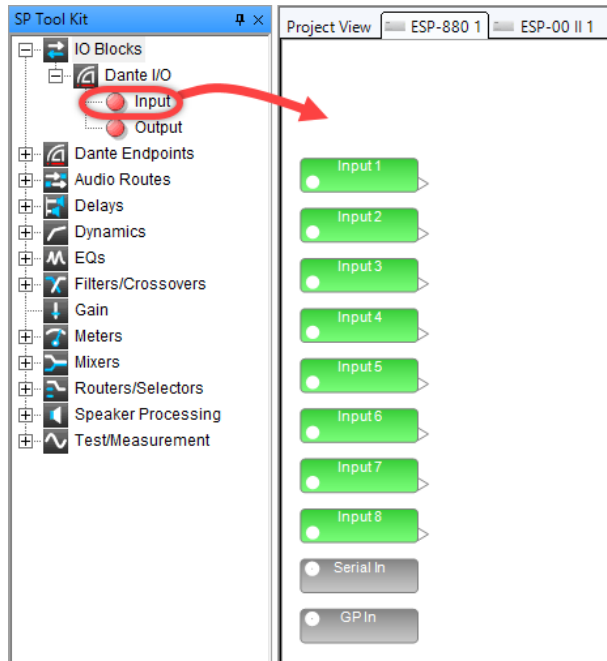 SP Tool Kit
IO Blocks
Dante I/O
Input
Output
Dante Endpoints
Audio Routes
Delays
Dynamics
EQs
Filters/Crossovers
Gain
Meters
Mixers
Routers/Selectors
Speaker Processing
Test/Measurement
Project View ESP-880 1 ESP-00 II 1
Input 1
Input 2
Input 3
Input 4
Input 5
Input 6
Input 7
Input 8
Serial In
GP In